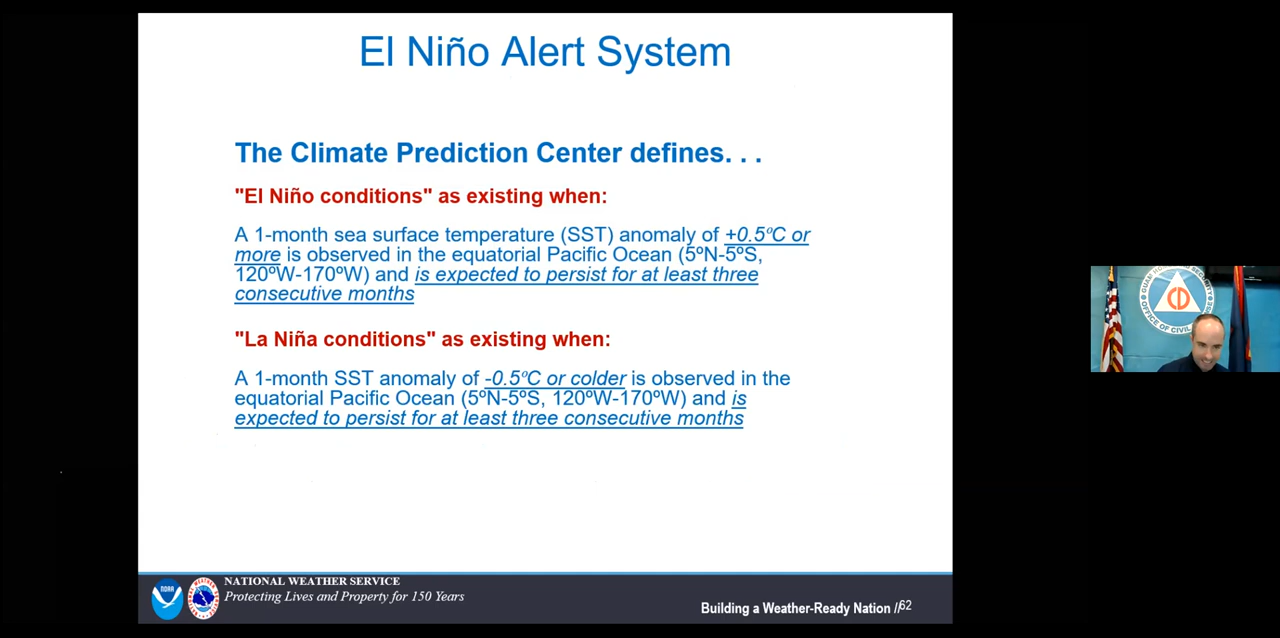 El Niño Alert System
The Climate Prediction Center defines. . .
"El Niño conditions" as existing when:
A 1-month sea surface temperature (SST) anomaly of +0.5ºC or
more is observed in the equatorial Pacific Ocean (5ºN-5ºS,
120ºW-170ºW) and is expected to persist for at least three
consecutive months
"La Niña conditions" as existing when:
A 1-month SST anomaly of -0.5ºC or colder is observed in the
equatorial Pacific Ocean (5ºN-5ºS, 120ºW-170ºW) and is
expected to persist for at least three consecutive months
NOAA
NATIONAL WEATHER SERVICE
Protecting Lives and Property for 150 Years
Building a Weather-Ready Nation // 62
CD
OFFICE OF CIVIL